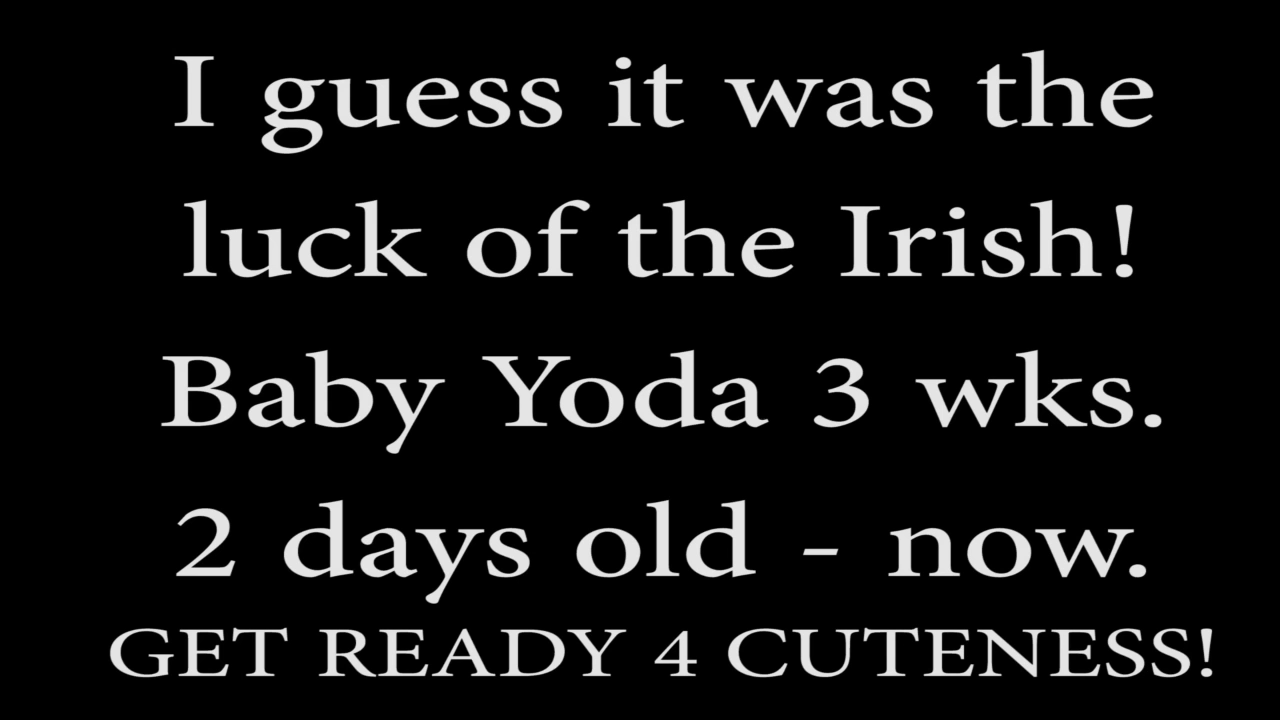 I guess it was the
luck of the Irish!
Baby Yoda 3 wks.
2 days old - now.
GET READY 4 CUTENESS!